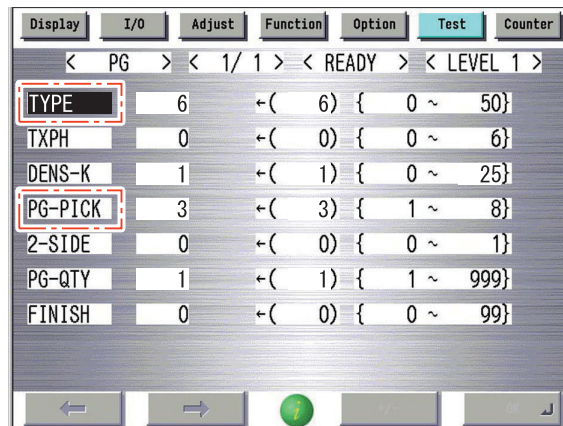 Display I/O Adjust Function Option Test Counter
< PG > < 1/ 1 > < READY > < LEVEL 1 >
TYPE 6 ←( 6) { 0 ~ 50}
TXPH 0 ←( 0) { 0 ~ 6}
DENS-K 1 ←( 1) { 0 ~ 25}
PG-PICK 3 ←( 3) { 1 ~ 8}
2-SIDE 0 ←( 0) { 0 ~ 1}
PG-QTY 1 ←( 1) { 1 ~ 999}
FINISH 0 ←( 0) { 0 ~ 99}
+/- OK